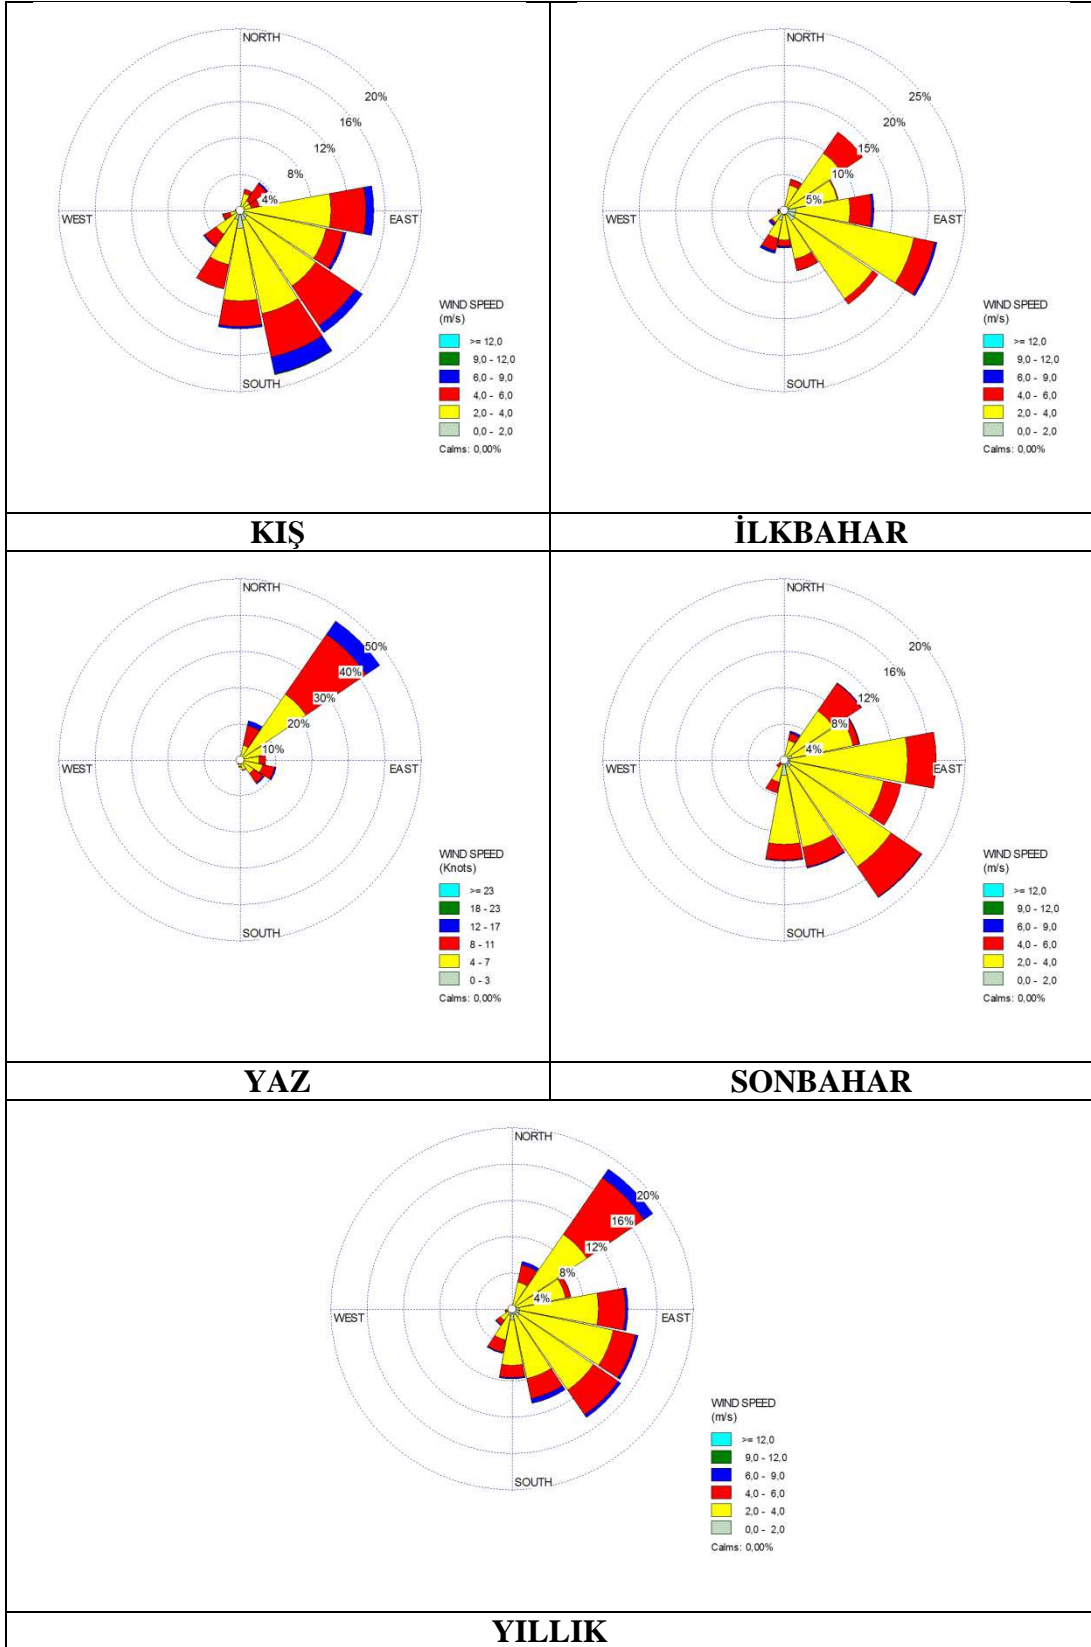 NORTH
20%
16%
12%
8%
4%
WEST
EAST
SOUTH
WIND SPEED
(m/s)
>= 12,0
9,0 - 12,0
6,0 - 9,0
4,0 - 6,0
2,0 - 4,0
0,0 - 2,0
Calms: 0,00%
NORTH
25%
20%
15%
10%
5%
WEST
EAST
SOUTH
WIND SPEED
(m/s)
>= 12,0
9,0 - 12,0
6,0 - 9,0
4,0 - 6,0
2,0 - 4,0
0,0 - 2,0
Calms: 0,00%
KIŞ
İLKBAHAR
NORTH
50%
40%
30%
20%
10%
WEST
EAST
SOUTH
WIND SPEED
(Knots)
>= 23
18 - 23
12 - 17
8 - 11
4 - 7
0 - 3
Calms: 0,00%
NORTH
20%
16%
12%
8%
4%
WEST
EAST
SOUTH
WIND SPEED
(m/s)
>= 12,0
9,0 - 12,0
6,0 - 9,0
4,0 - 6,0
2,0 - 4,0
0,0 - 2,0
Calms: 0,00%
YAZ
SONBAHAR
NORTH
20%
16%
12%
8%
4%
WEST
EAST
SOUTH
WIND SPEED
(m/s)
>= 12,0
9,0 - 12,0
6,0 - 9,0
4,0 - 6,0
2,0 - 4,0
0,0 - 2,0
Calms: 0,00%
YILLIK